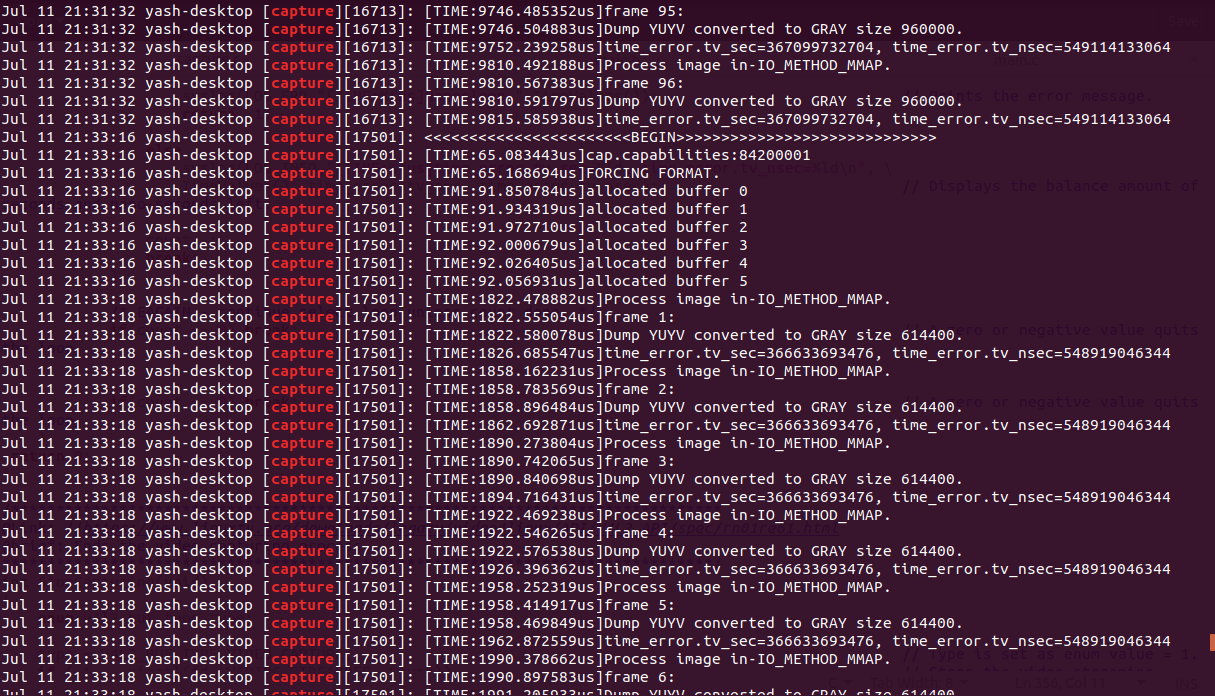 Jul 11 21:31:32 yash-desktop [capture][16713]: [TIME:9746.485352us]frame 95:
Jul 11 21:31:32 yash-desktop [capture][16713]: [TIME:9746.504883us]Dump YUYV converted to GRAY size 960000.
Jul 11 21:31:32 yash-desktop [capture][16713]: [TIME:9752.239258us]time_error.tv_sec=367099732704, time_error.tv_nsec=549114133064
Jul 11 21:31:32 yash-desktop [capture][16713]: [TIME:9810.492188us]Process image in-IO_METHOD_MMAP.
Jul 11 21:31:32 yash-desktop [capture][16713]: [TIME:9810.567383us]frame 96:
Jul 11 21:31:32 yash-desktop [capture][16713]: [TIME:9810.591797us]Dump YUYV converted to GRAY size 960000.
Jul 11 21:31:32 yash-desktop [capture][16713]: [TIME:9815.585938us]time_error.tv_sec=367099732704, time_error.tv_nsec=549114133064
Jul 11 21:33:16 yash-desktop [capture][17501]: <<<<<<<<<<<<<<<<<<<<<<<BEGIN>>>>>>>>>>>>>>>>>>>>>>>>>>>>>
Jul 11 21:33:16 yash-desktop [capture][17501]: [TIME:65.083443us]cap.capabilities:84200001
Jul 11 21:33:16 yash-desktop [capture][17501]: [TIME:65.168694us]FORCING FORMAT.
Jul 11 21:33:16 yash-desktop [capture][17501]: [TIME:91.850784us]allocated buffer 0
Jul 11 21:33:16 yash-desktop [capture][17501]: [TIME:91.934319us]allocated buffer 1
Jul 11 21:33:16 yash-desktop [capture][17501]: [TIME:91.972710us]allocated buffer 2
Jul 11 21:33:16 yash-desktop [capture][17501]: [TIME:92.000679us]allocated buffer 3
Jul 11 21:33:16 yash-desktop [capture][17501]: [TIME:92.026405us]allocated buffer 4
Jul 11 21:33:16 yash-desktop [capture][17501]: [TIME:92.056931us]allocated buffer 5
Jul 11 21:33:18 yash-desktop [capture][17501]: [TIME:1822.478882us]Process image in-IO_METHOD_MMAP.
Jul 11 21:33:18 yash-desktop [capture][17501]: [TIME:1822.555054us]frame 1:
Jul 11 21:33:18 yash-desktop [capture][17501]: [TIME:1822.580078us]Dump YUYV converted to GRAY size 614400.
Jul 11 21:33:18 yash-desktop [capture][17501]: [TIME:1826.685547us]time_error.tv_sec=366633693476, time_error.tv_nsec=548919046344
Jul 11 21:33:18 yash-desktop [capture][17501]: [TIME:1858.162231us]Process image in-IO_METHOD_MMAP.
Jul 11 21:33:18 yash-desktop [capture][17501]: [TIME:1858.783569us]frame 2:
Jul 11 21:33:18 yash-desktop [capture][17501]: [TIME:1858.896484us]Dump YUYV converted to GRAY size 614400.
Jul 11 21:33:18 yash-desktop [capture][17501]: [TIME:1862.692871us]time_error.tv_sec=366633693476, time_error.tv_nsec=548919046344
Jul 11 21:33:18 yash-desktop [capture][17501]: [TIME:1890.273804us]Process image in-IO_METHOD_MMAP.
Jul 11 21:33:18 yash-desktop [capture][17501]: [TIME:1890.742065us]frame 3:
Jul 11 21:33:18 yash-desktop [capture][17501]: [TIME:1890.840698us]Dump YUYV converted to GRAY size 614400.
Jul 11 21:33:18 yash-desktop [capture][17501]: [TIME:1894.716431us]time_error.tv_sec=366633693476, time_error.tv_nsec=548919046344
Jul 11 21:33:18 yash-desktop [capture][17501]: [TIME:1922.469238us]Process image in-IO_METHOD_MMAP.
Jul 11 21:33:18 yash-desktop [capture][17501]: [TIME:1922.546265us]frame 4:
Jul 11 21:33:18 yash-desktop [capture][17501]: [TIME:1922.576538us]Dump YUYV converted to GRAY size 614400.
Jul 11 21:33:18 yash-desktop [capture][17501]: [TIME:1926.396362us]time_error.tv_sec=366633693476, time_error.tv_nsec=548919046344
Jul 11 21:33:18 yash-desktop [capture][17501]: [TIME:1958.252319us]Process image in-IO_METHOD_MMAP.
Jul 11 21:33:18 yash-desktop [capture][17501]: [TIME:1958.414917us]frame 5:
Jul 11 21:33:18 yash-desktop [capture][17501]: [TIME:1958.469849us]Dump YUYV converted to GRAY size 614400.
Jul 11 21:33:18 yash-desktop [capture][17501]: [TIME:1962.872559us]time_error.tv_sec=366633693476, time_error.tv_nsec=548919046344
Jul 11 21:33:18 yash-desktop [capture][17501]: [TIME:1990.378662us]Process image in-IO_METHOD_MMAP.
Jul 11 21:33:18 yash-desktop [capture][17501]: [TIME:1990.897583us]frame 6:
Jul 11 21:33:18 yash-desktop [capture][17501]: [TIME:1991.205933us]Dump YUYV converted to GRAY size 614400.